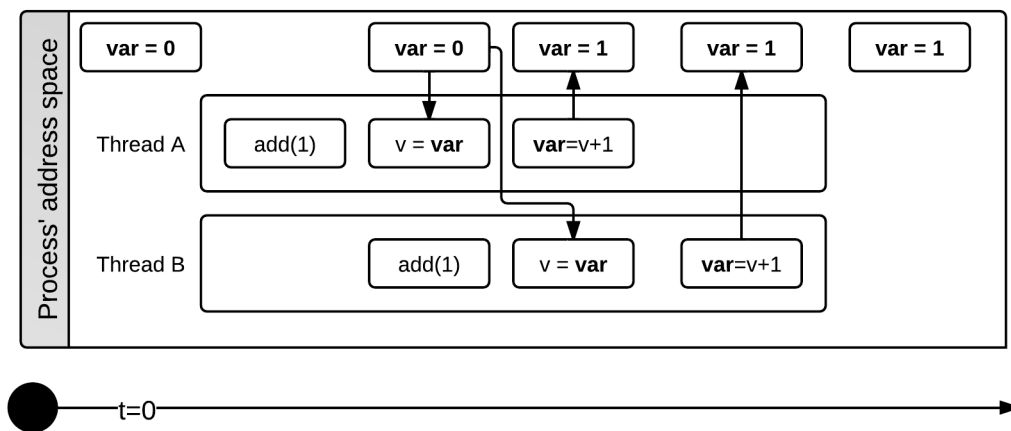 Process' address space
var = 0
var = 0
var = 1
var = 1
var = 1
Thread A
add(1)
v = var
var=v+1
Thread B
add(1)
v = var
var=v+1
t=0